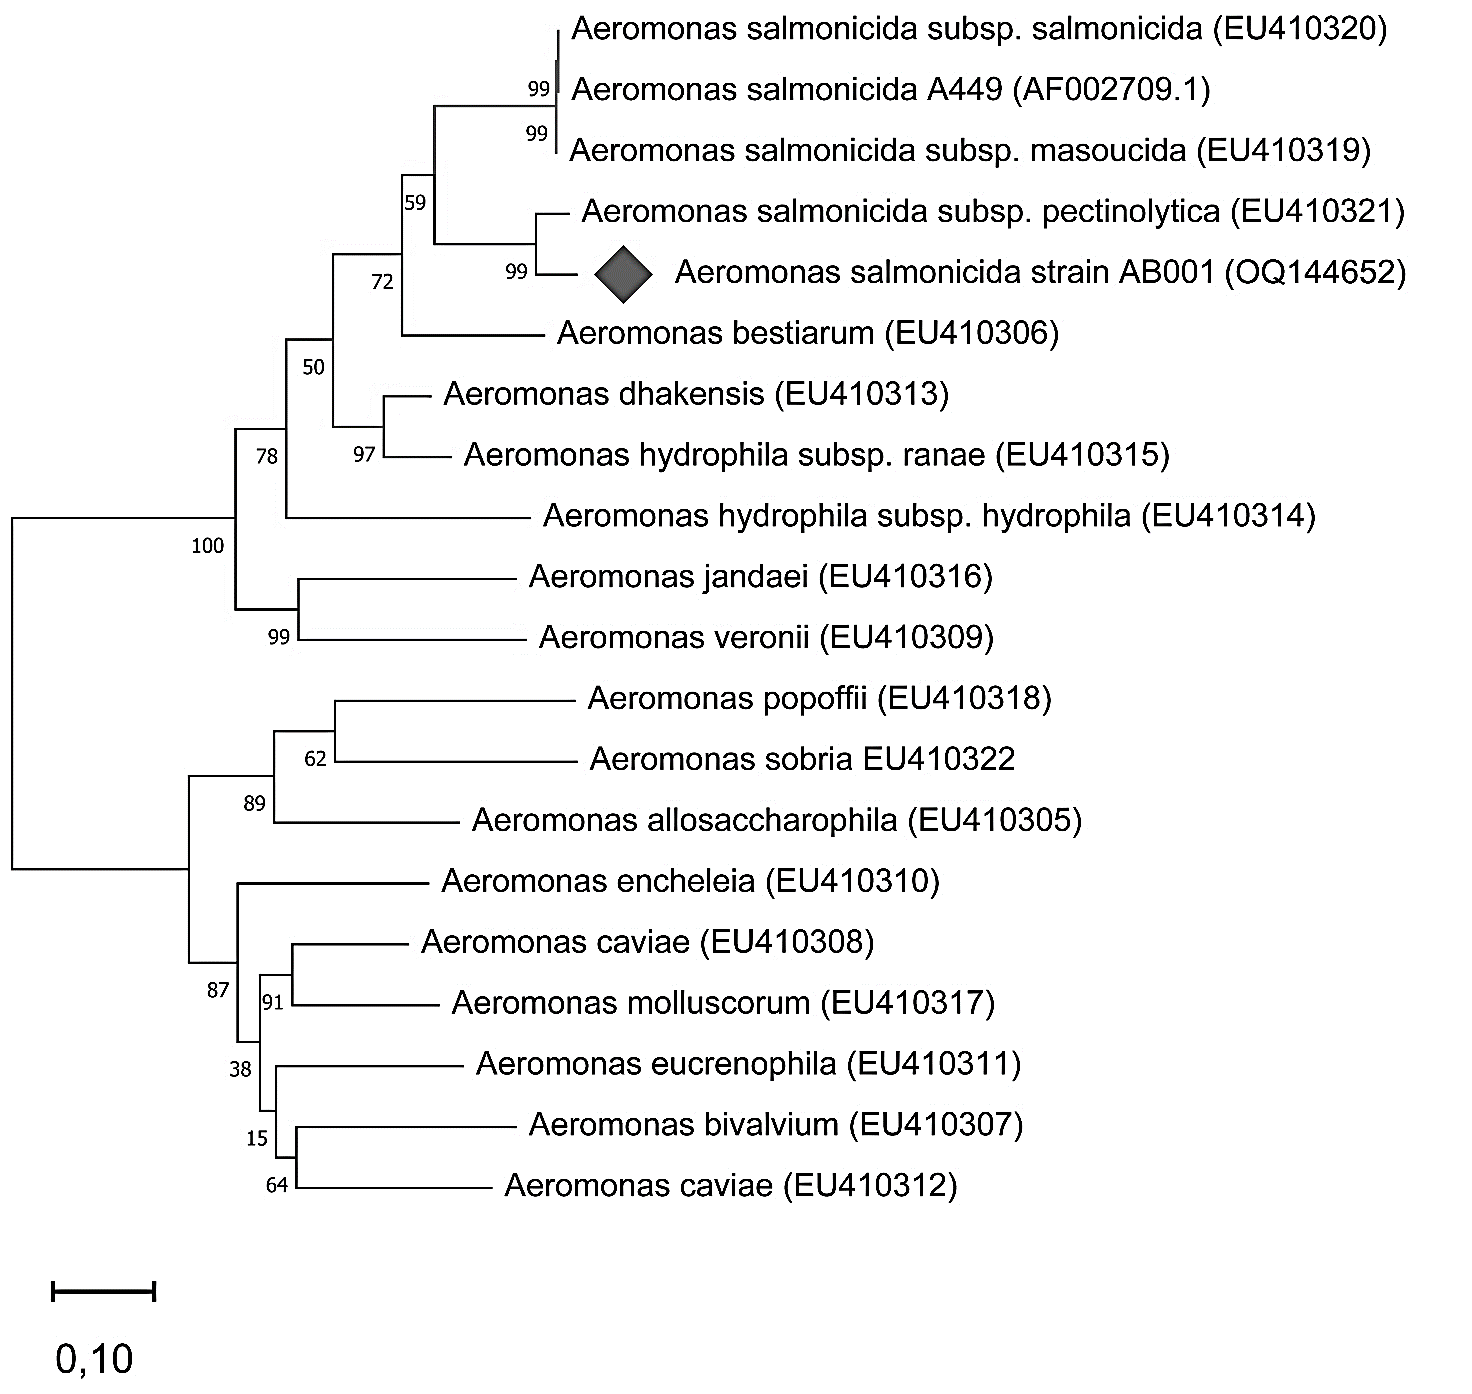 Aeromonas salmonicida subsp. salmonicida (EU410320)
99
Aeromonas salmonicida A449 (AF002709.1)
99
Aeromonas salmonicida subsp. masoucida (EU410319)
59
Aeromonas salmonicida subsp. pectinolytica (EU410321)
99
Aeromonas salmonicida strain AB001 (OQ144652)
72
Aeromonas bestiarum (EU410306)
50
Aeromonas dhakensis (EU410313)
97
Aeromonas hydrophila subsp. ranae (EU410315)
78
Aeromonas hydrophila subsp. hydrophila (EU410314)
100
Aeromonas jandaei (EU410316)
99
Aeromonas veronii (EU410309)
Aeromonas popoffii (EU410318)
62
Aeromonas sobria EU410322
89
Aeromonas allosaccharophila (EU410305)
Aeromonas encheleia (EU410310)
Aeromonas caviae (EU410308)
87
91
Aeromonas molluscorum (EU410317)
38
Aeromonas eucrenophila (EU410311)
15
Aeromonas bivalvium (EU410307)
64
Aeromonas caviae (EU410312)
0,10